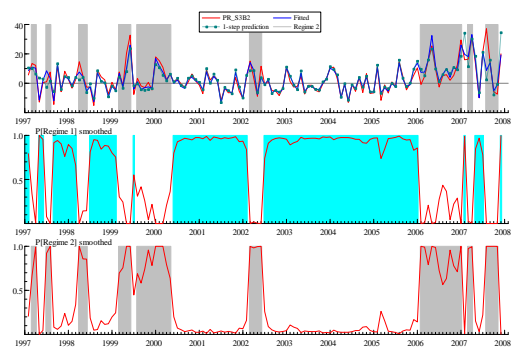 PR_S3B2 Fitted
1-step prediction Regime 2
40
20
0
1997 1998 1999 2000 2001 2002 2003 2004 2005 2006 2007 2008
P[Regime 1] smoothed
1.0
0.5
1997 1998 1999 2000 2001 2002 2003 2004 2005 2006 2007 2008
P[Regime 2] smoothed
1.0
0.5
1997 1998 1999 2000 2001 2002 2003 2004 2005 2006 2007 2008